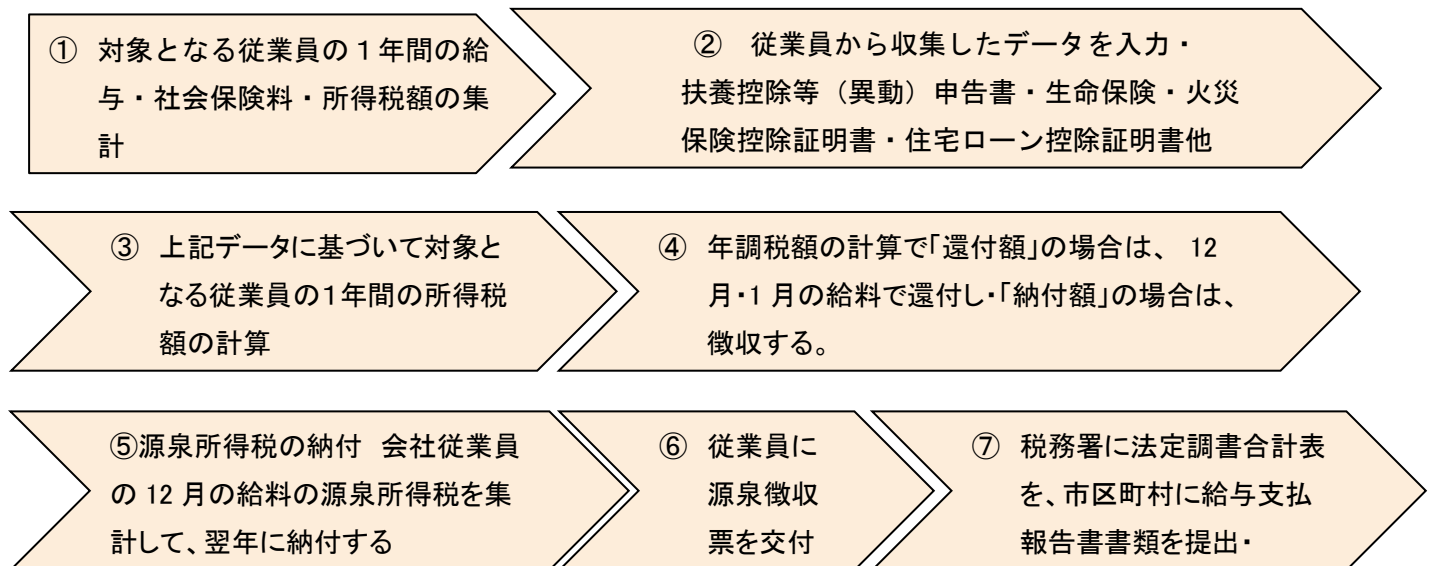 ① 対象となる従業員の1年間の給
与・社会保険料・所得税額の集
計
② 従業員から収集したデータを入力・
扶養控除等（異動）申告書・生命保険・火災
保険控除証明書・住宅ローン控除証明書他
③ 上記データに基づいて対象と
なる従業員の1年間の所得税
額の計算
④ 年調税額の計算で「還付額」の場合は、 12
月・1 月の給料で還付し・「納付額」の場合は、
徴収する。
⑤源泉所得税の納付 会社従業員
の 12 月の給料の源泉所得税を集
計して、翌年に納付する
⑥ 従業員に
源泉徴収
票を交付
⑦ 税務署に法定調書合計表
を、市区町村に給与支払
報告書書類を提出・